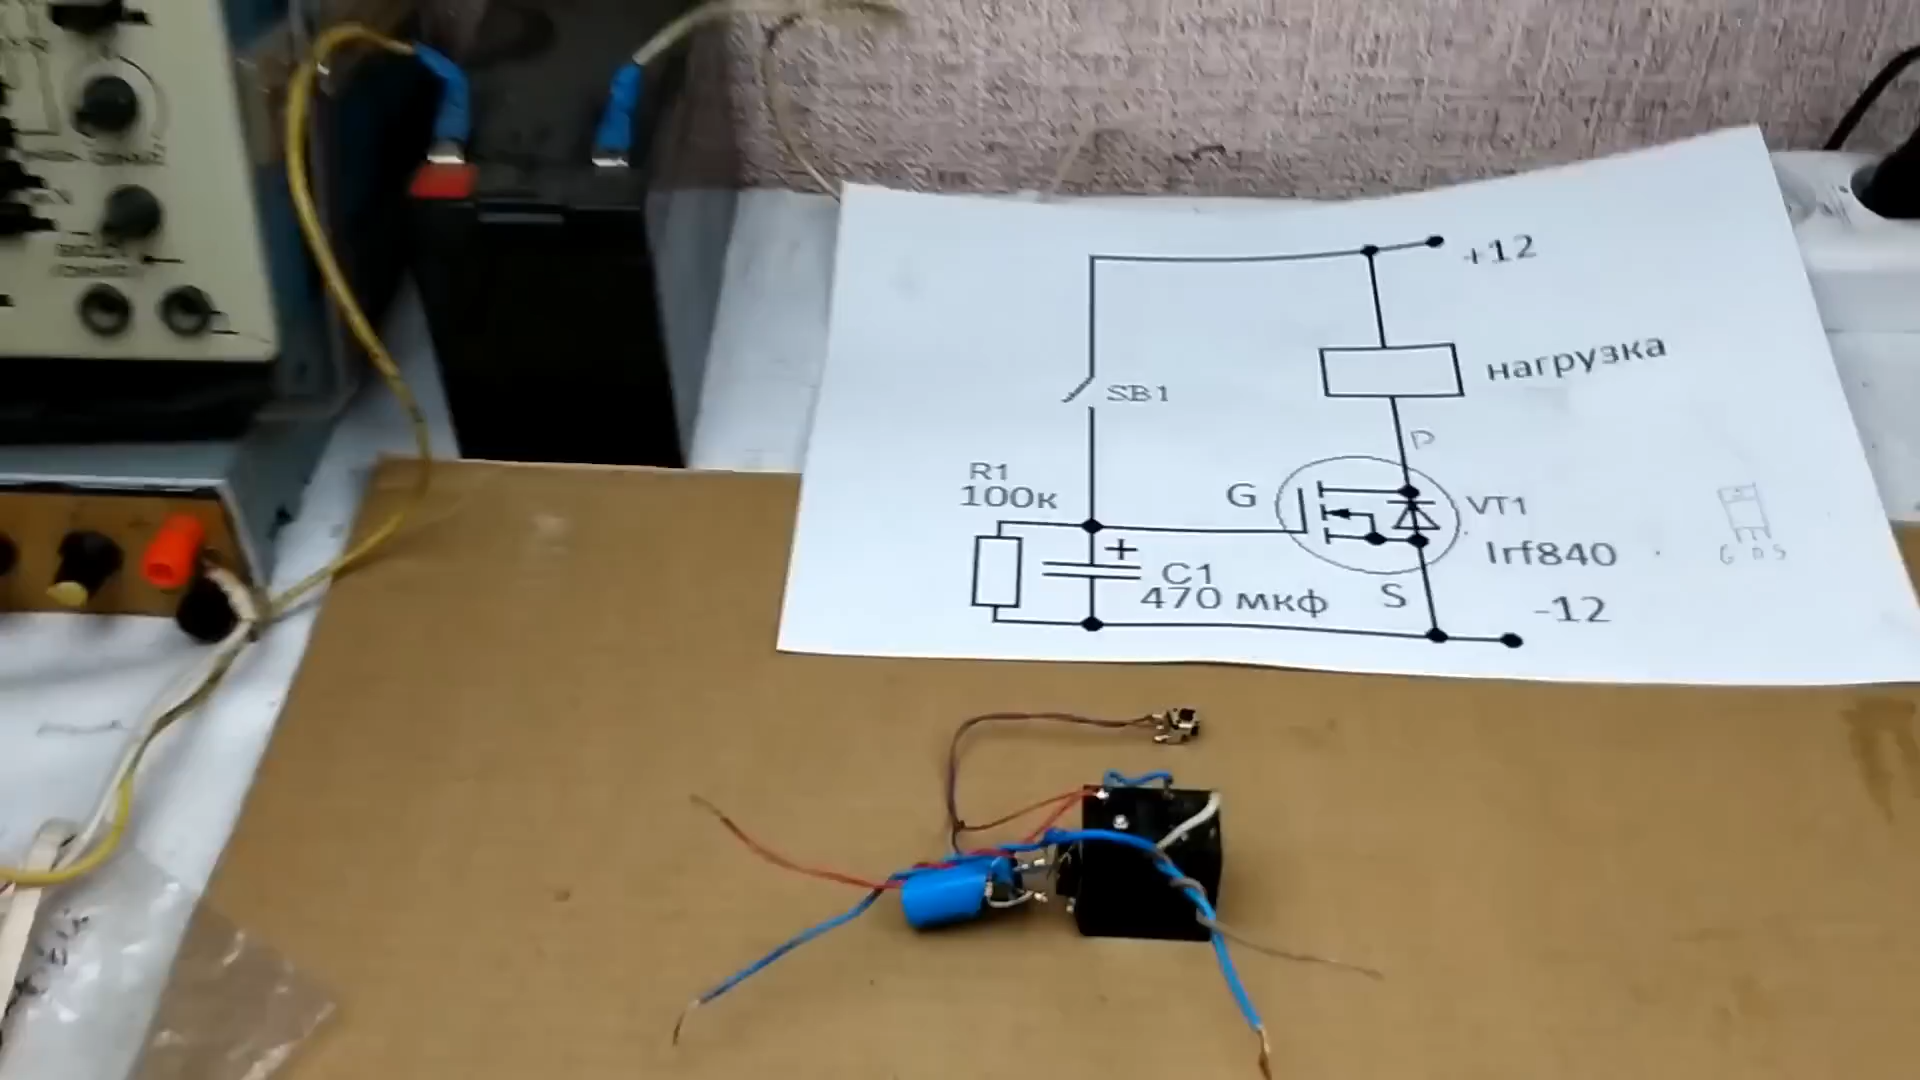 +12
нагрузка
SB1
P
R1
100к
G
VT1
Irf840
+
C1
470 мкф
S
-12
G D S